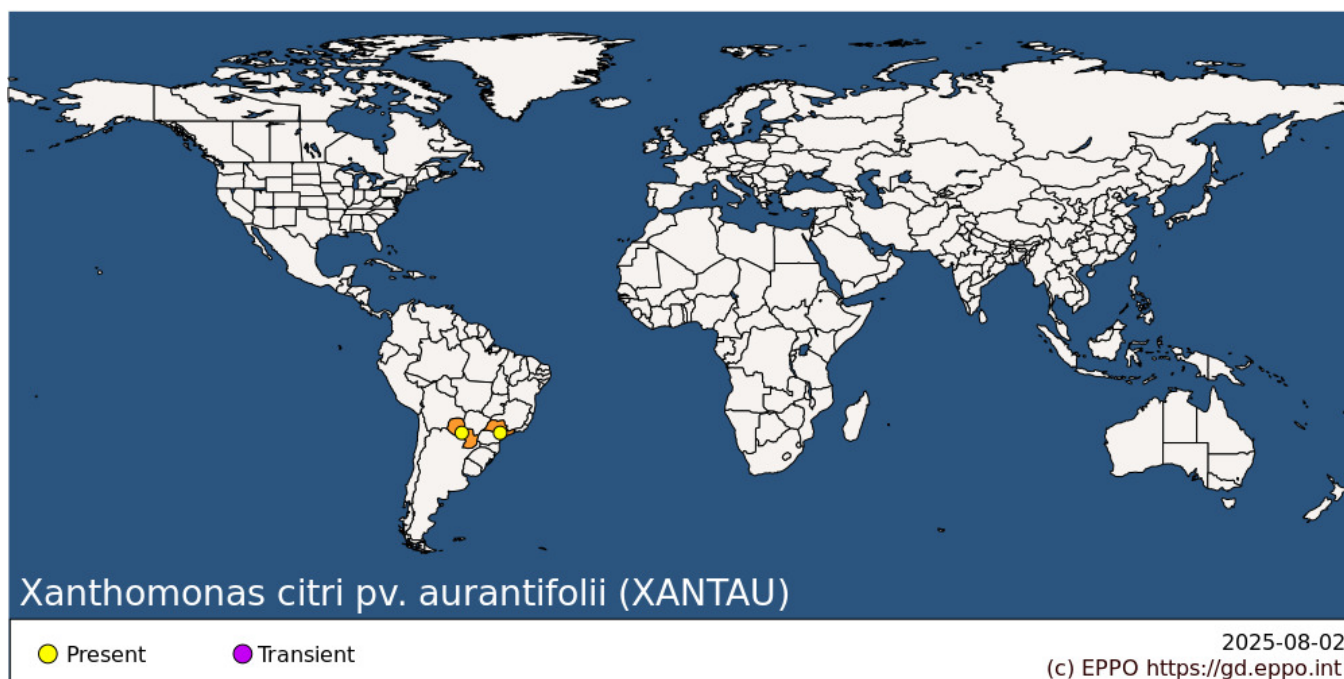 Xanthomonas citri pv. aurantifolii (XANTAU)
Present
Transient
2025-08-02
(c) EPPO https://gd.eppo.int